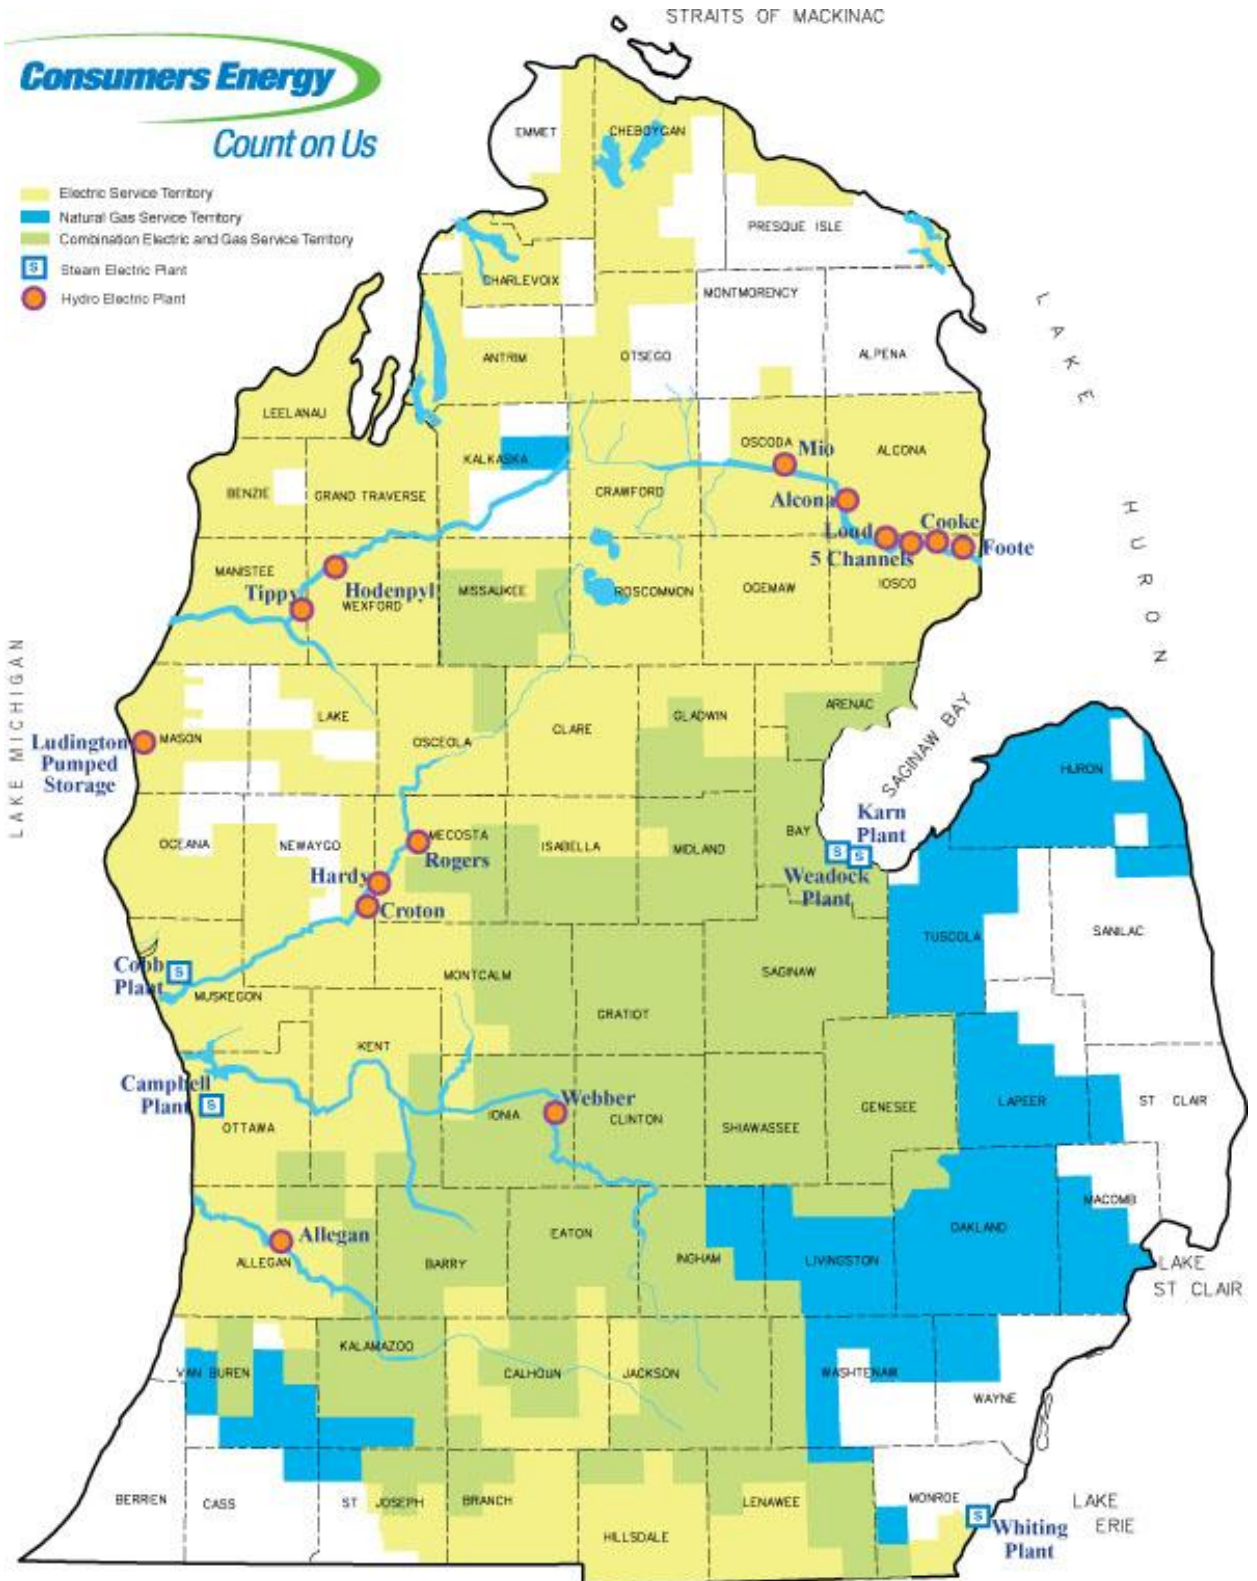 STRAITS OF MACKINAC
Consumers Energy
Count on Us
Electric Service Territory
Natural Gas Service Territory
Combination Electric and Gas Service Territory
S Steam Electric Plant
Hydro Electric Plant
EMMET
CHEBOYGAN
PRESQUE ISLE
CHARLEVOIX
MONTMORENCY
ANTRIM
OTSEGO
ALPENA
LAKE
HURON
LEELANAU
KALKASKA
OSCODA
Mio
ALCONA
BENZIE
GRAND TRAVERSE
CRAWFORD
Alcona
Loud
Cooke
5 Channels
Foote
MANISTEE
Tippy
Hodenpyl
WEXFORD
MISSAUKEE
ROSCOMMON
OGEMAW
IOSCO
LAKE MICHIGAN
Ludington
Pumped
Storage
MASON
LAKE
OSCEOLA
CLARE
GLADWIN
ARENAC
SAGINAW BAY
HURON
OCEANA
NEWAYGO
MECOSTA
Rogers
ISABELLA
MIDLAND
BAY
Karn
Plant
S
S
Weadock
Plant
Hardy
Croton
TUSCOLA
SANILAC
Cobb
Plant
S
MUSKEGON
MONTCALM
GRATIOT
SAGINAW
KENT
Campbell
Plant
S
OTTAWA
IONIA
Webber
CLINTON
SHIAWASSEE
GENESEE
LAPEER
ST CLAIR
Allegan
ALLEGAN
BARRY
EATON
INGHAM
LIVINGSTON
OAKLAND
MACOMB
LAKE
ST CLAIR
VAN BUREN
KALAMAZOO
CALHOUN
JACKSON
WASHTENAW
WAYNE
BERRIEN
CASS
ST JOSEPH
BRANCH
HILLSDALE
LENAWEE
MONROE
S
Whiting
Plant
LAKE
ERIE